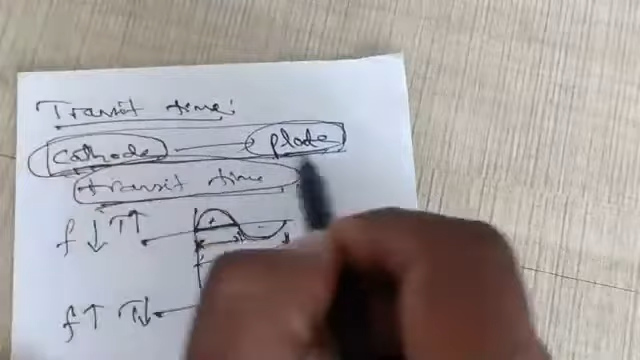 Transit time:
cathode → plate
transit time
f ↓ T↑ +  -
f↑ T↓